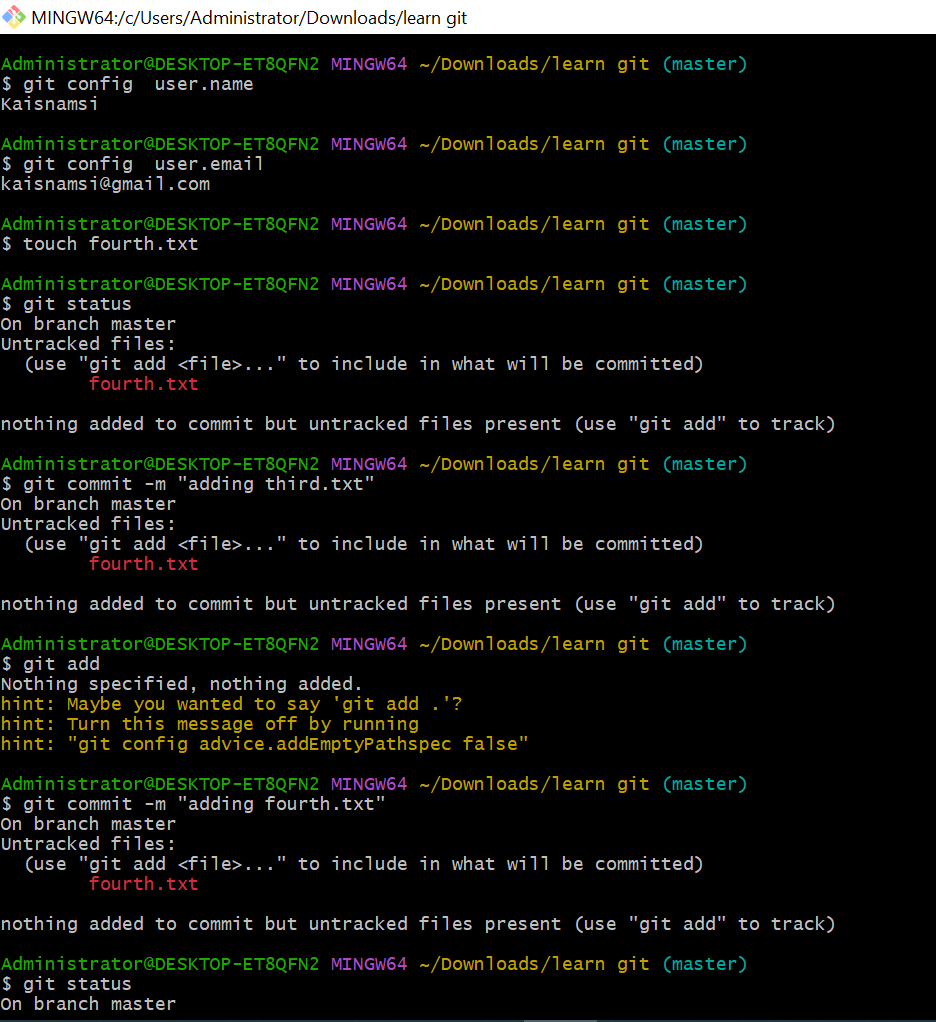 MINGW64:/c/Users/Administrator/Downloads/learn git
Administrator@DESKTOP-ET8QFN2 MINGW64 ~/Downloads/learn git (master)
$ git config  user.name
Kaisnamsi
Administrator@DESKTOP-ET8QFN2 MINGW64 ~/Downloads/learn git (master)
$ git config  user.email
kaisnamsi@gmail.com
Administrator@DESKTOP-ET8QFN2 MINGW64 ~/Downloads/learn git (master)
$ touch fourth.txt
Administrator@DESKTOP-ET8QFN2 MINGW64 ~/Downloads/learn git (master)
$ git status
On branch master
Untracked files:
  (use "git add <file>..." to include in what will be committed)
        fourth.txt
nothing added to commit but untracked files present (use "git add" to track)
Administrator@DESKTOP-ET8QFN2 MINGW64 ~/Downloads/learn git (master)
$ git commit -m "adding third.txt"
On branch master
Untracked files:
  (use "git add <file>..." to include in what will be committed)
        fourth.txt
nothing added to commit but untracked files present (use "git add" to track)
Administrator@DESKTOP-ET8QFN2 MINGW64 ~/Downloads/learn git (master)
$ git add
Nothing specified, nothing added.
hint: Maybe you wanted to say 'git add .'?
hint: Turn this message off by running
hint: "git config advice.addEmptyPathspec false"
Administrator@DESKTOP-ET8QFN2 MINGW64 ~/Downloads/learn git (master)
$ git commit -m "adding fourth.txt"
On branch master
Untracked files:
  (use "git add <file>..." to include in what will be committed)
        fourth.txt
nothing added to commit but untracked files present (use "git add" to track)
Administrator@DESKTOP-ET8QFN2 MINGW64 ~/Downloads/learn git (master)
$ git status
On branch master